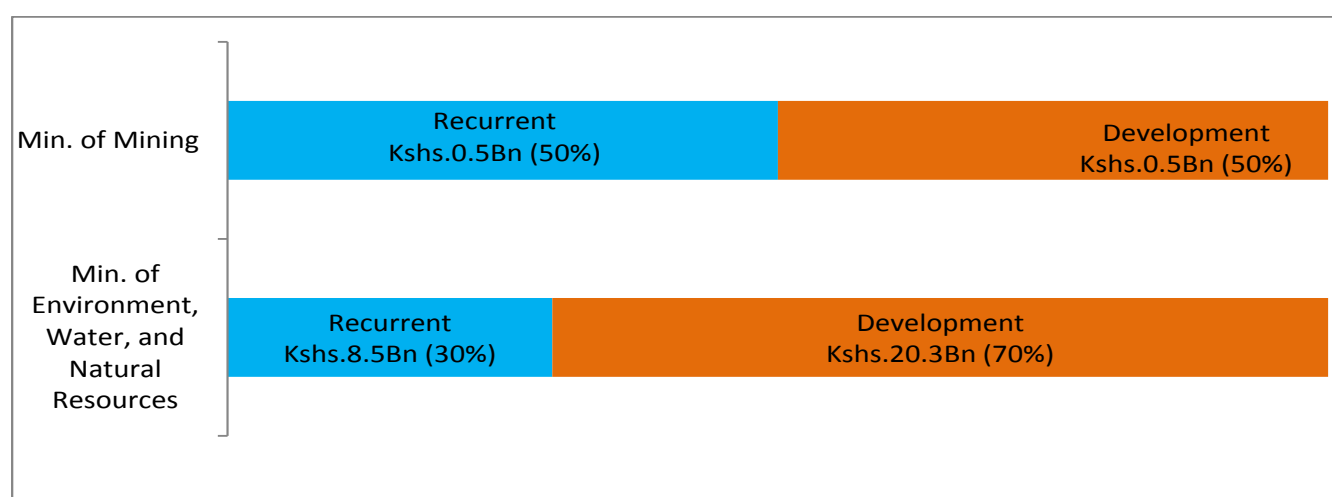 Min. of Mining
Recurrent
Kshs.0.5Bn (50%)
Development
Kshs.0.5Bn (50%)
Min. of
Environment,
Water, and
Natural
Resources
Recurrent
Kshs.8.5Bn (30%)
Development
Kshs.20.3Bn (70%)